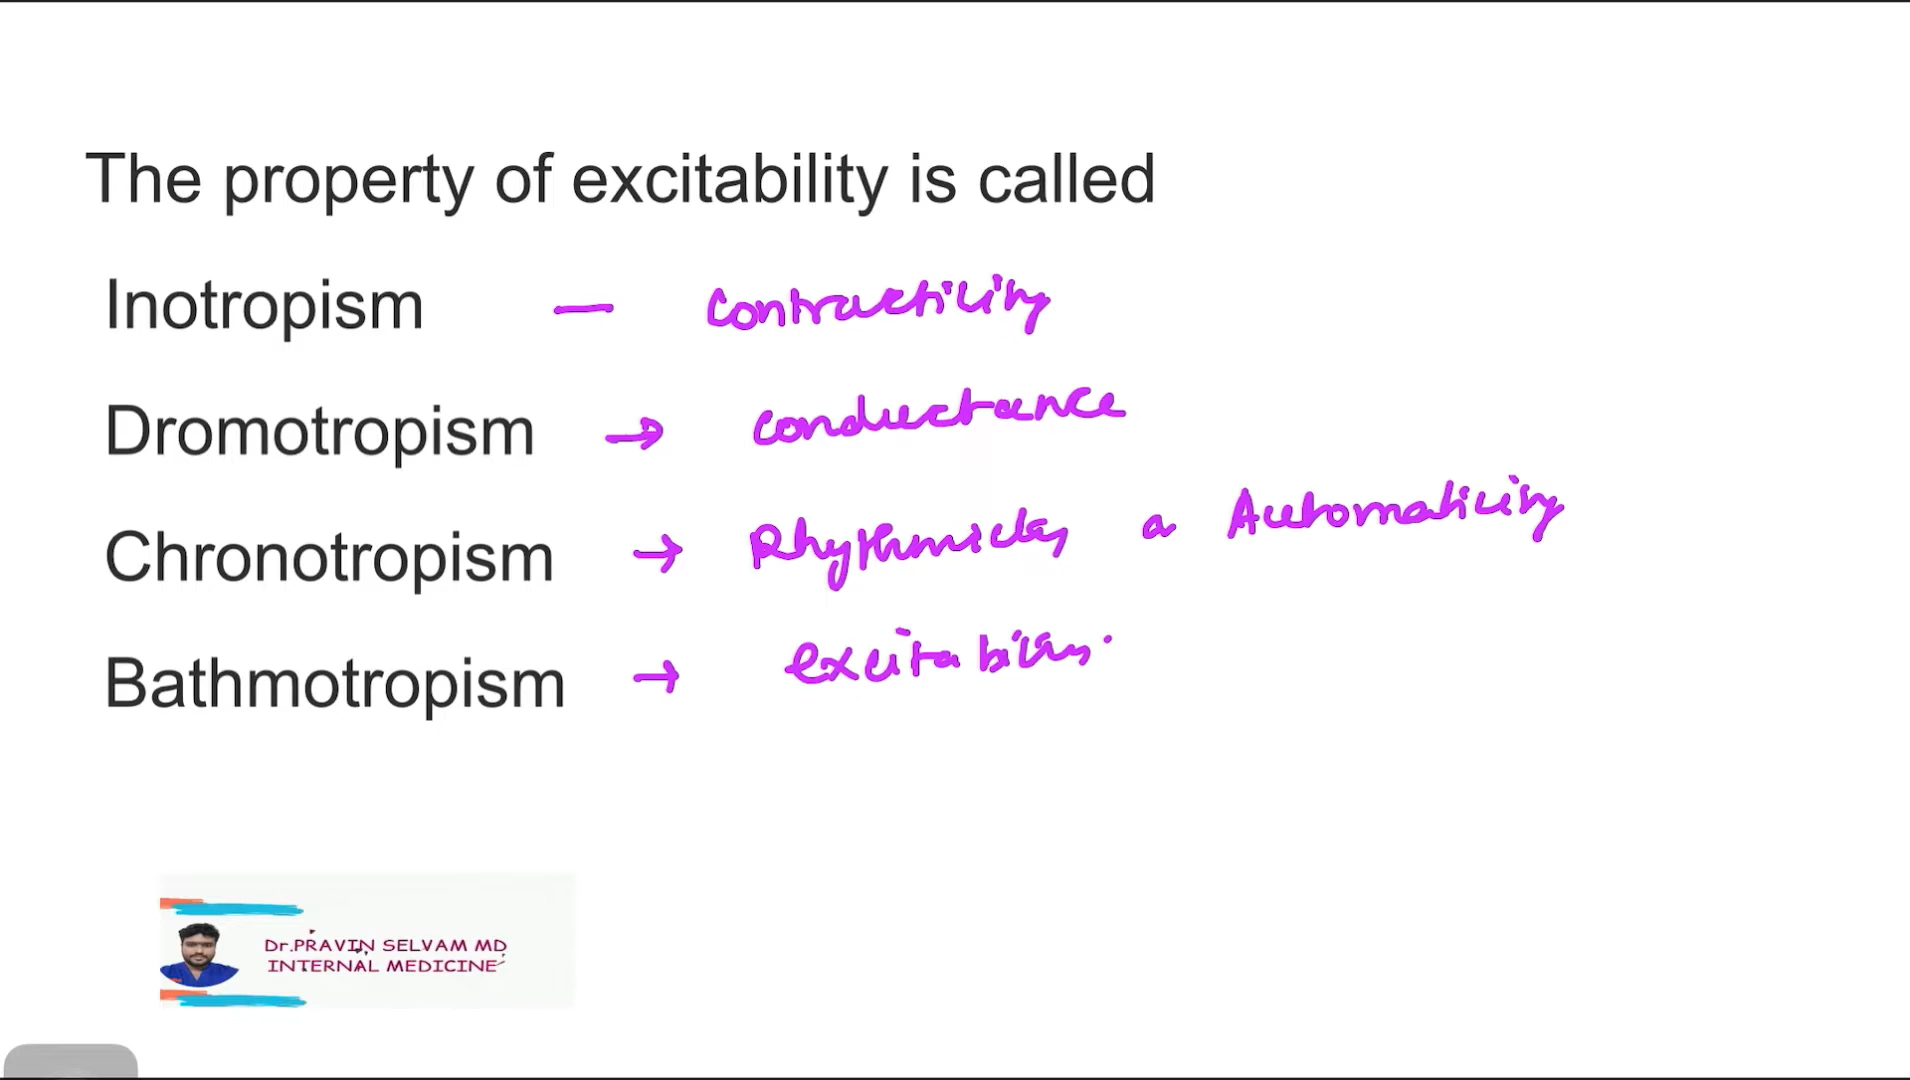 The property of excitability is called
Inotropism — contractility
Dromotropism → conductance
Chronotropism → Rhythmicity a Automaticity
Bathmotropism → excitability.
Dr.PRAVIN SELVAM MD
INTERNAL MEDICINE